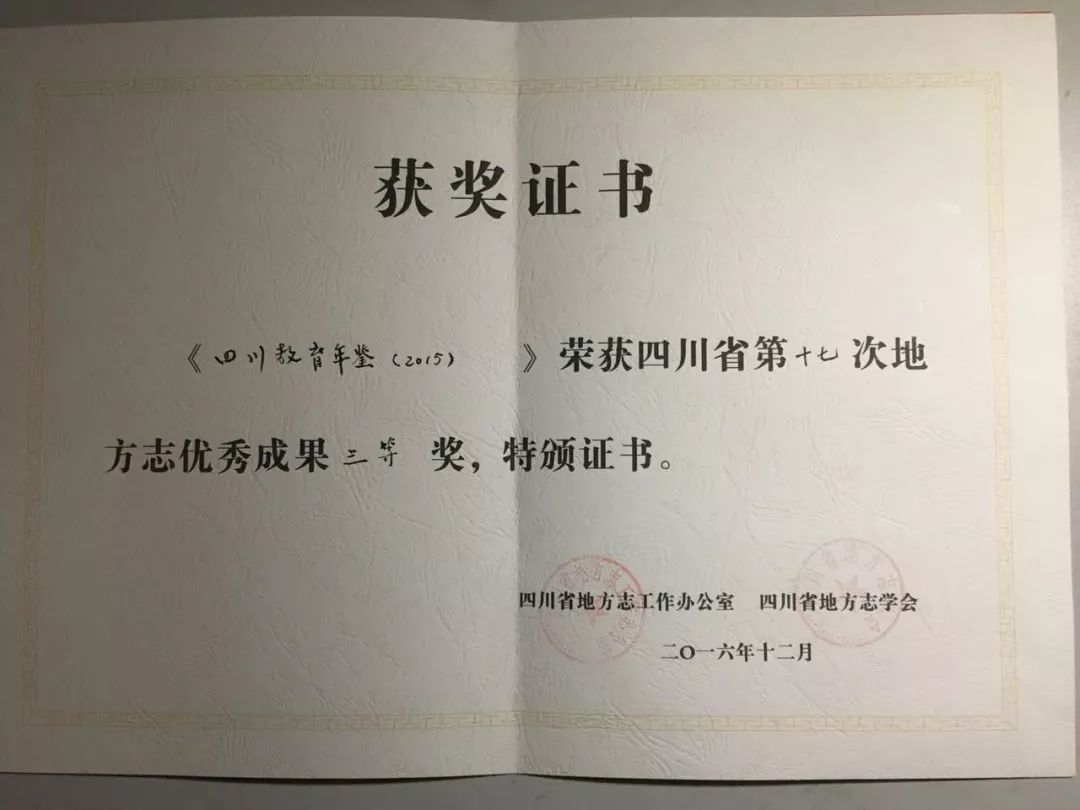 获奖证书
《四川教育年鉴（2015）》荣获四川省第十七次地
方志优秀成果三等奖，特颁证书。
四川省地方志工作办公室 四川省地方志学会
二〇一六年十二月